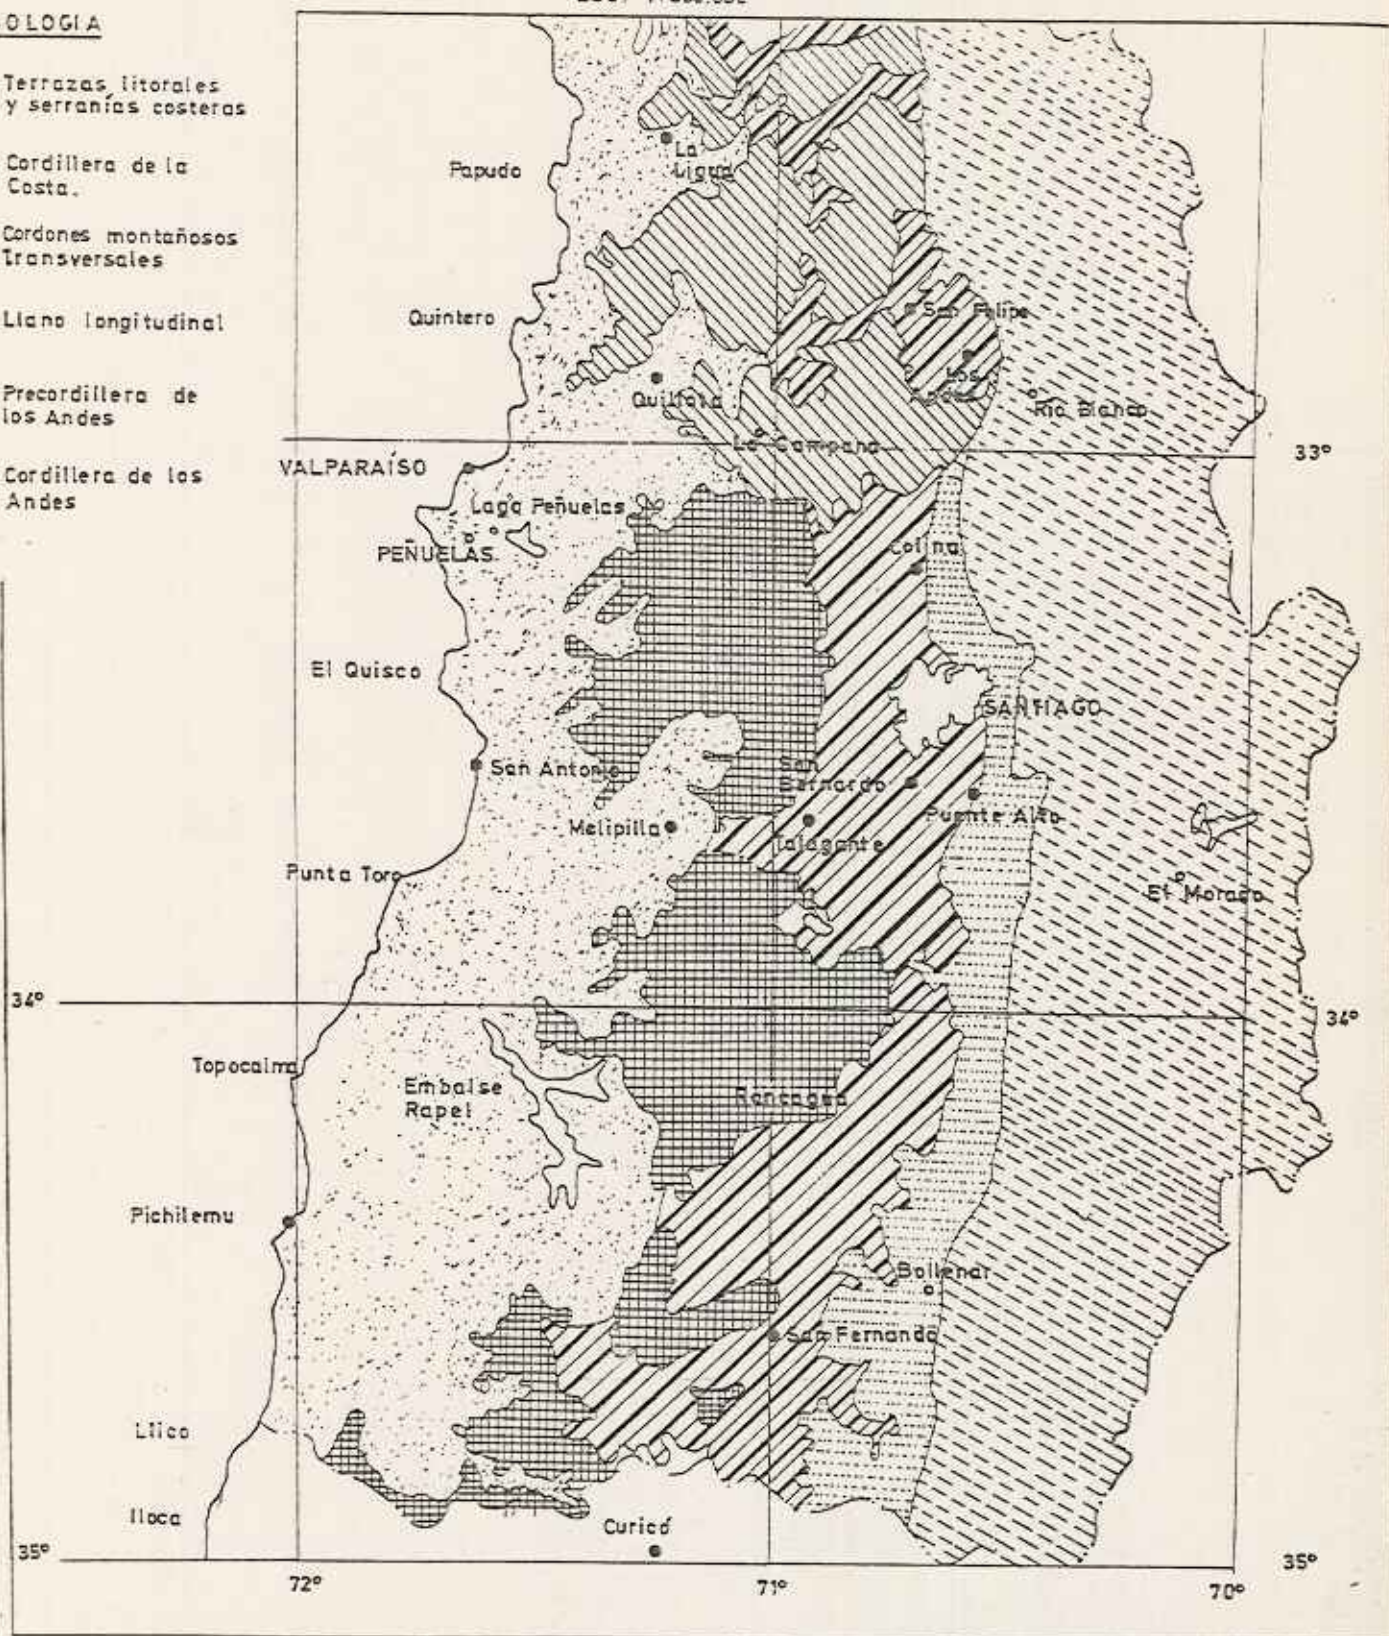 OLOGIA
Terrazas litorales
y serranías costeras
Cordillera de la
Costa.
Cordones montañosos
Transversales
Llano longitudinal
Precordillera de
los Andes
Cordillera de los
Andes
La
Ligua
Papudo
Quintero
San Felipe
Los
Andes
Quillota
Río Blanco
La Campana
33°
VALPARAÍSO
Lago Peñuelas
PEÑUELAS
Colina
El Quisco
SANTIAGO
San Antonio
San
Bernardo
Melipilla
Talagante
Puente Alto
Punta Toro
El Morado
34°
34°
Topocalma
Embalse
Rapel
Rancagua
Pichilemu
Bollenar
San Fernando
Llico
Iloca
Curicó
35°
35°
72°
71°
70°